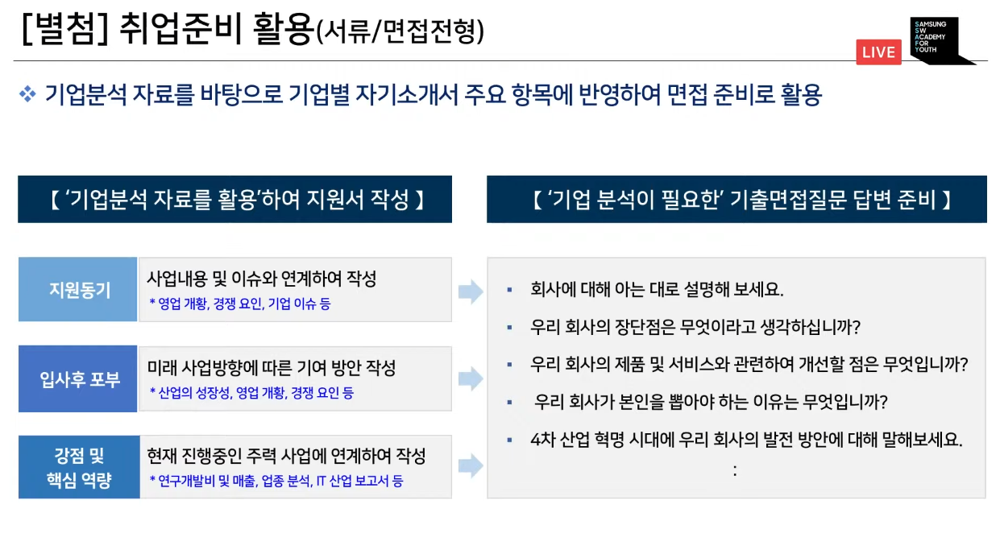 [별첨] 취업준비 활용(서류/면접전형)
LIVE
SAMSUNG
SW
ACADEMY
FOR
YOUTH
기업분석 자료를 바탕으로 기업별 자기소개서 주요 항목에 반영하여 면접 준비로 활용
【 ‘기업분석 자료를 활용’하여 지원서 작성 】
지원동기
사업내용 및 이슈와 연계하여 작성
* 영업 개황, 경쟁 요인, 기업 이슈 등
입사후 포부
미래 사업방향에 따른 기여 방안 작성
* 산업의 성장성, 영업 개황, 경쟁 요인 등
강점 및
핵심 역량
현재 진행중인 주력 사업에 연계하여 작성
* 연구개발비 및 매출, 업종 분석, IT 산업 보고서 등
【 ‘기업 분석이 필요한’ 기출면접질문 답변 준비 】
▪ 회사에 대해 아는 대로 설명해 보세요.
▪ 우리 회사의 장단점은 무엇이라고 생각하십니까?
▪ 우리 회사의 제품 및 서비스와 관련하여 개선할 점은 무엇입니까?
▪ 우리 회사가 본인을 뽑아야 하는 이유는 무엇입니까?
▪ 4차 산업 혁명 시대에 우리 회사의 발전 방안에 대해 말해보세요.
: